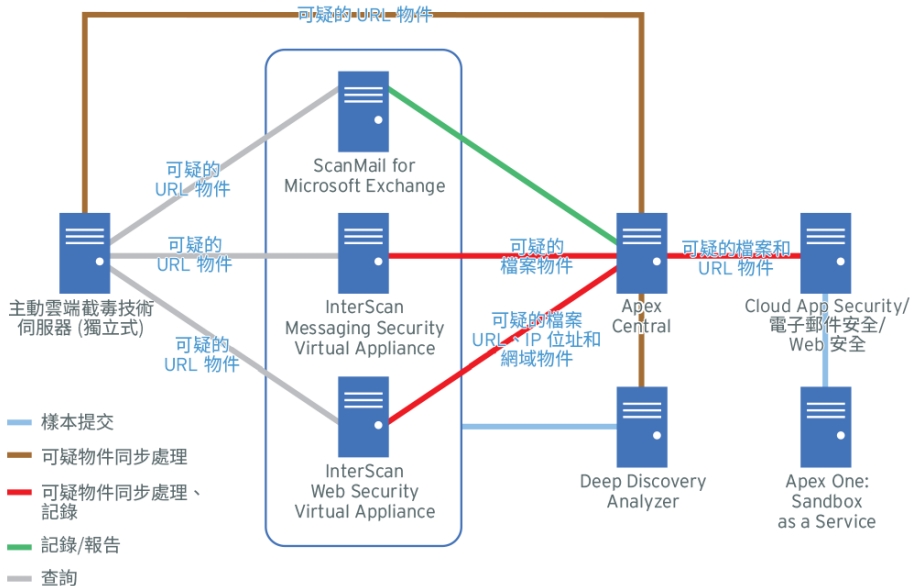 可疑的 URL 物件
ScanMail for
Microsoft Exchange
可疑的
URL 物件
可疑的
URL 物件
可疑的
URL 物件
主動雲端截毒技術
伺服器 (獨立式)
InterScan
Messaging Security
Virtual Appliance
可疑的
檔案物件
可疑的檔案
URL、IP 位址和
網域物件
Apex
Central
可疑的檔案和
URL 物件
Cloud App Security/
電子郵件安全/
Web 安全
InterScan
Web Security
Virtual Appliance
Deep Discovery
Analyzer
Apex One:
Sandbox
as a Service
樣本提交
可疑物件同步處理
可疑物件同步處理、
記錄
記錄/報告
查詢